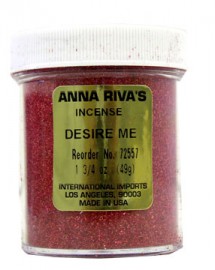 ANNA RIVA'S
INCENSE
DESIRE ME
Reorder No. 72557
1 3/4 oz (49g)
INTERNATIONAL IMPORTS
LOS ANGELES, 90003
MADE IN USA